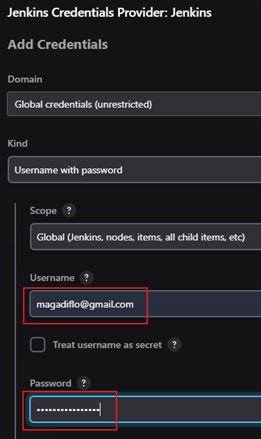 Jenkins Credentials Provider: Jenkins
Add Credentials
Domain
Global credentials (unrestricted)
Kind
Username with password
Scope ?
Global (Jenkins, nodes, items, all child items, etc)
Username ?
magadiflo@gmail.com
Treat username as secret ?
Password ?
••••••••••••••••